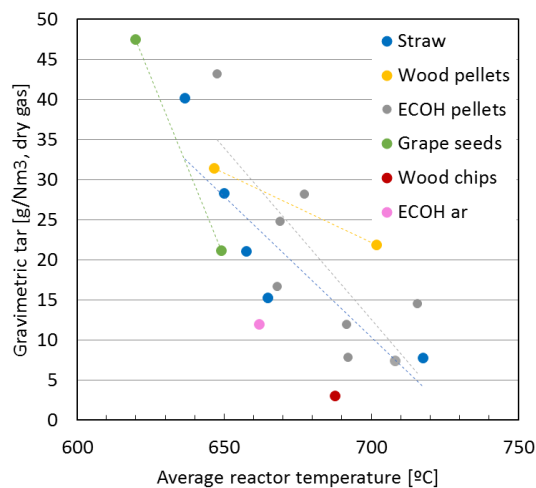 50
45
40
35
30
25
20
15
10
5
0
Gravimetric tar [g/Nm3, dry gas]
Straw
Wood pellets
ECOH pellets
Grape seeds
Wood chips
ECOH ar
600 650 700 750
Average reactor temperature [ºC]